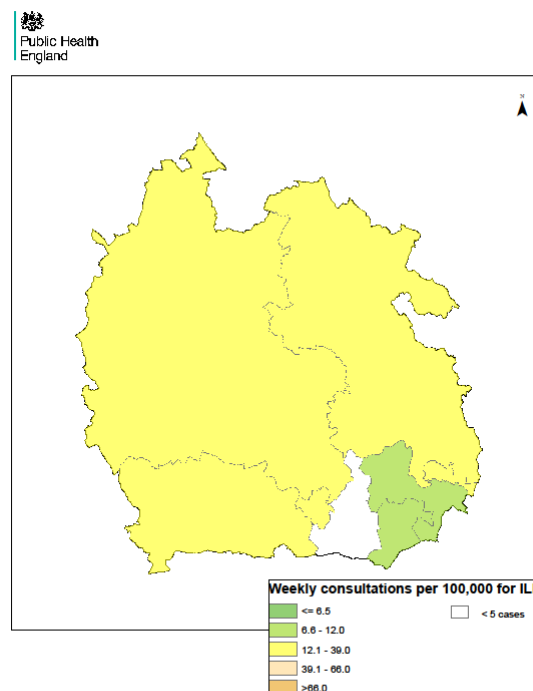 Public Health
England
N
Weekly consultations per 100,000 for ILI
<= 6.5
< 5 cases
6.6 - 12.0
12.1 - 39.0
39.1 - 66.0
>66.0